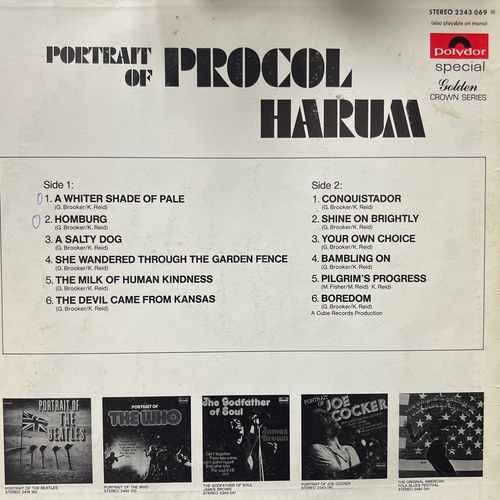 STEREO 2343 069
(also playable on mono)
Polydor
special
Golden
CROWN SERIES
PORTRAIT
OF PROCOL
HARUM
Side 1:
1. A WHITER SHADE OF PALE
(G. Brooker/K. Reid)
2. HOMBURG
(G. Brooker/K. Reid)
3. A SALTY DOG
(G. Brooker/K. Reid)
4. SHE WANDERED THROUGH THE GARDEN FENCE
(G. Brooker/K. Reid)
5. THE MILK OF HUMAN KINDNESS
(G. Brooker/K. Reid)
6. THE DEVIL CAME FROM KANSAS
(G. Brooker/K. Reid)
Side 2:
1. CONQUISTADOR
(G. Brooker/K. Reid)
2. SHINE ON BRIGHTLY
(G. Brooker/K. Reid)
3. YOUR OWN CHOICE
(G. Brooker/K. Reid)
4. BAMBLING ON
(G. Brooker/K. Reid)
5. PILGRIM'S PROGRESS
(M. Fisher/M. Reid) K. Reid)
6. BOREDOM
(G. Brooker/K. Reid)
A Cube Records Production
PORTRAIT OF
THE BEATLES
PORTRAIT OF
THE WHO
The Godfather
of Soul
James Brown
PORTRAIT
JOE
COCKER
PORTRAIT OF THE BEATLES
PORTRAIT OF THE WHO
THE GODFATHER OF SOUL
JAMES BROWN
PORTRAIT OF JOE COCKER
THE ORIGINAL AMERICAN
FOLK BLUES FESTIVAL